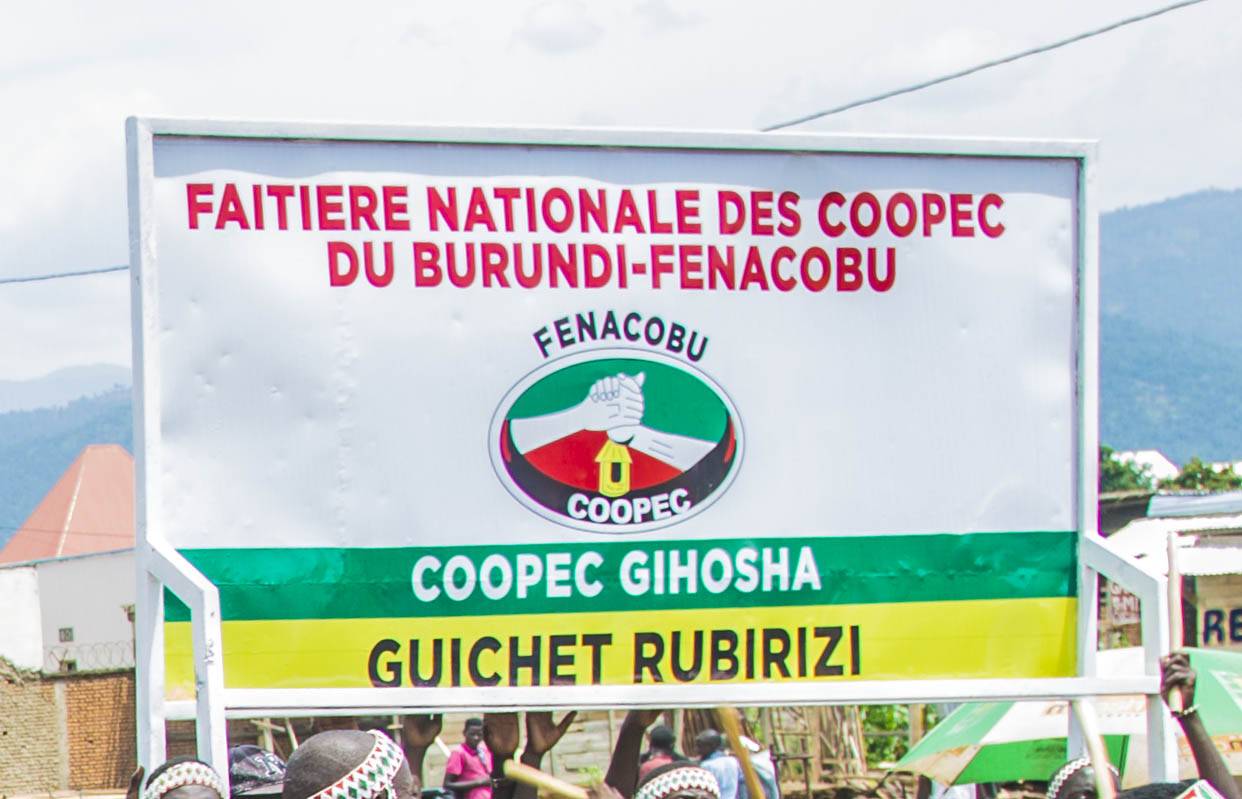 FAITIERE NATIONALE DES COOPEC
DU BURUNDI-FENACOBU
FENACOBU
COOPEC
COOPEC GIHOSHA
GUICHET RUBIRIZI